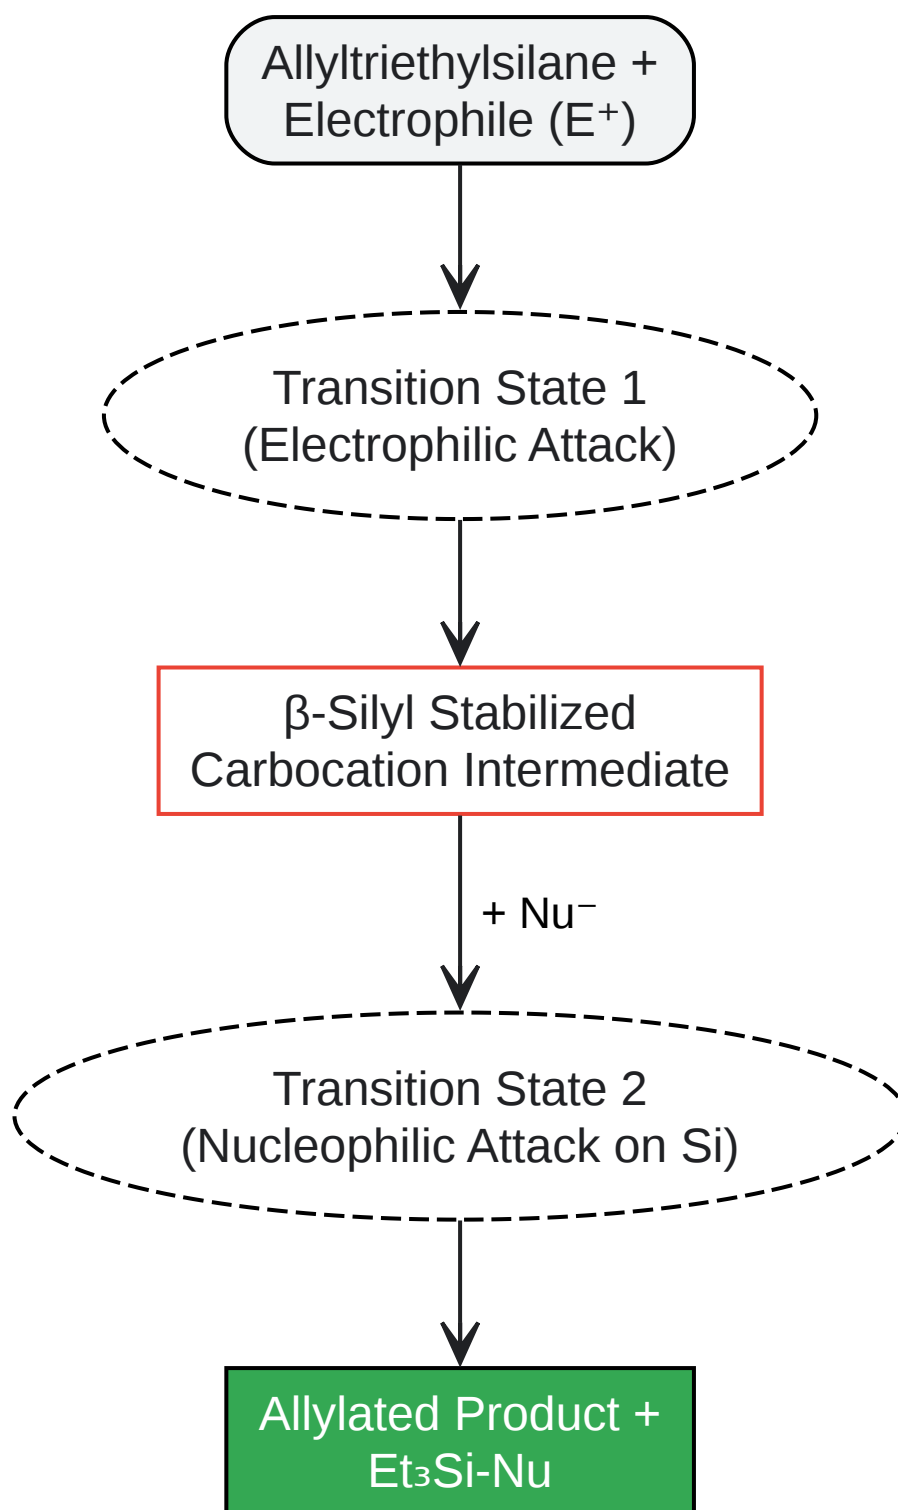 Allyltriethylsilane +
Electrophile (E⁺)
Transition State 1
(Electrophilic Attack)
β-Silyl Stabilized
Carbocation Intermediate
+ Nu⁻
Transition State 2
(Nucleophilic Attack on Si)
Allylated Product +
Et₃Si-Nu